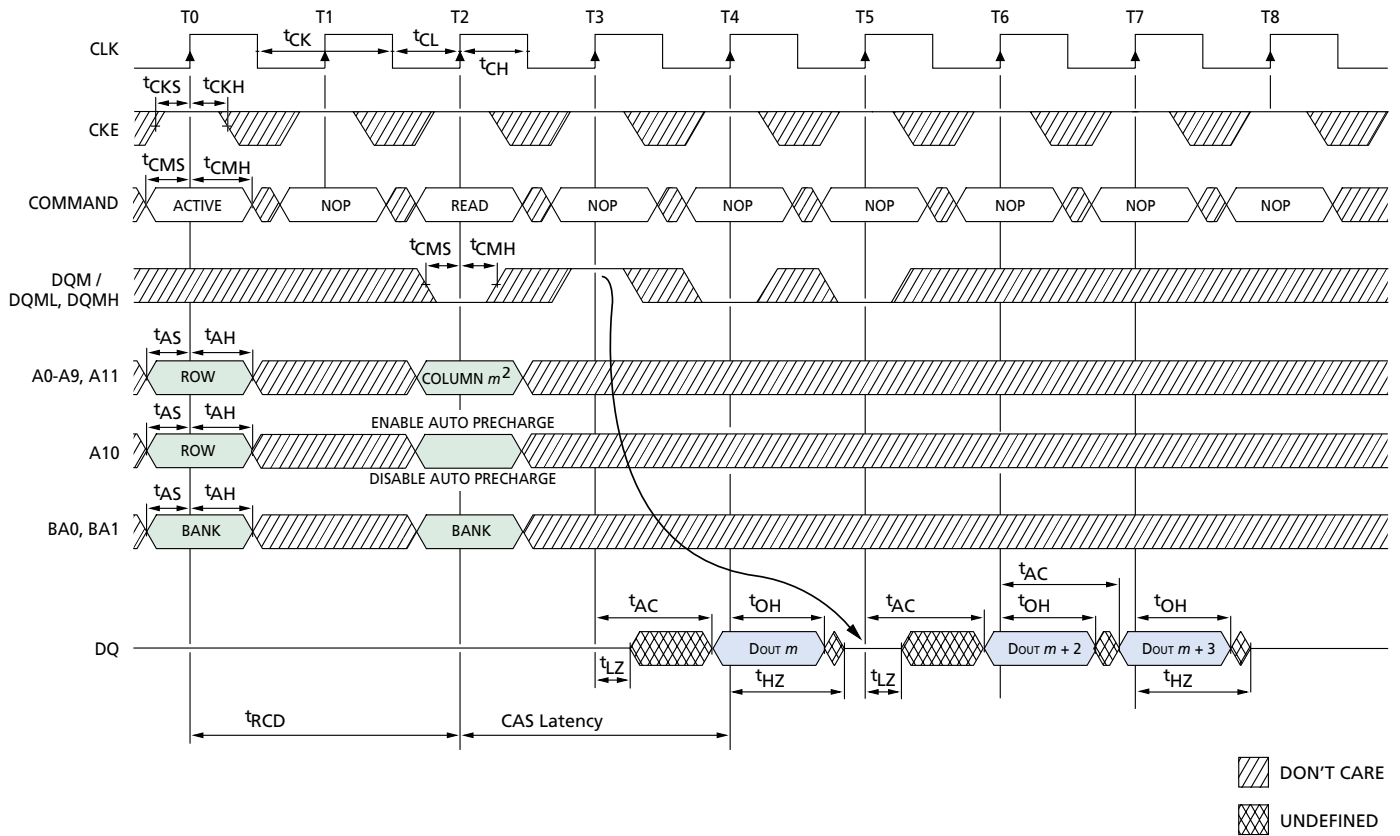 T0 T1 T2 T3 T4 T5 T6 T7 T8
CLK
tCK tCL
tCH
tCKS tCKH
CKE
tCMS tCMH
COMMAND ACTIVE NOP READ NOP NOP NOP NOP NOP NOP
tCMS tCMH
DQM /
DQML, DQMH
tAS tAH
A0-A9, A11 ROW COLUMN m2
tAS tAH ENABLE AUTO PRECHARGE
A10 ROW
DISABLE AUTO PRECHARGE
tAS tAH
BA0, BA1 BANK BANK
tAC
tAC tOH tAC tOH tOH
DQ DOUT m DOUT m + 2 DOUT m + 3
tLZ tHZ tLZ tHZ
tRCD CAS Latency
DON'T CARE
UNDEFINED